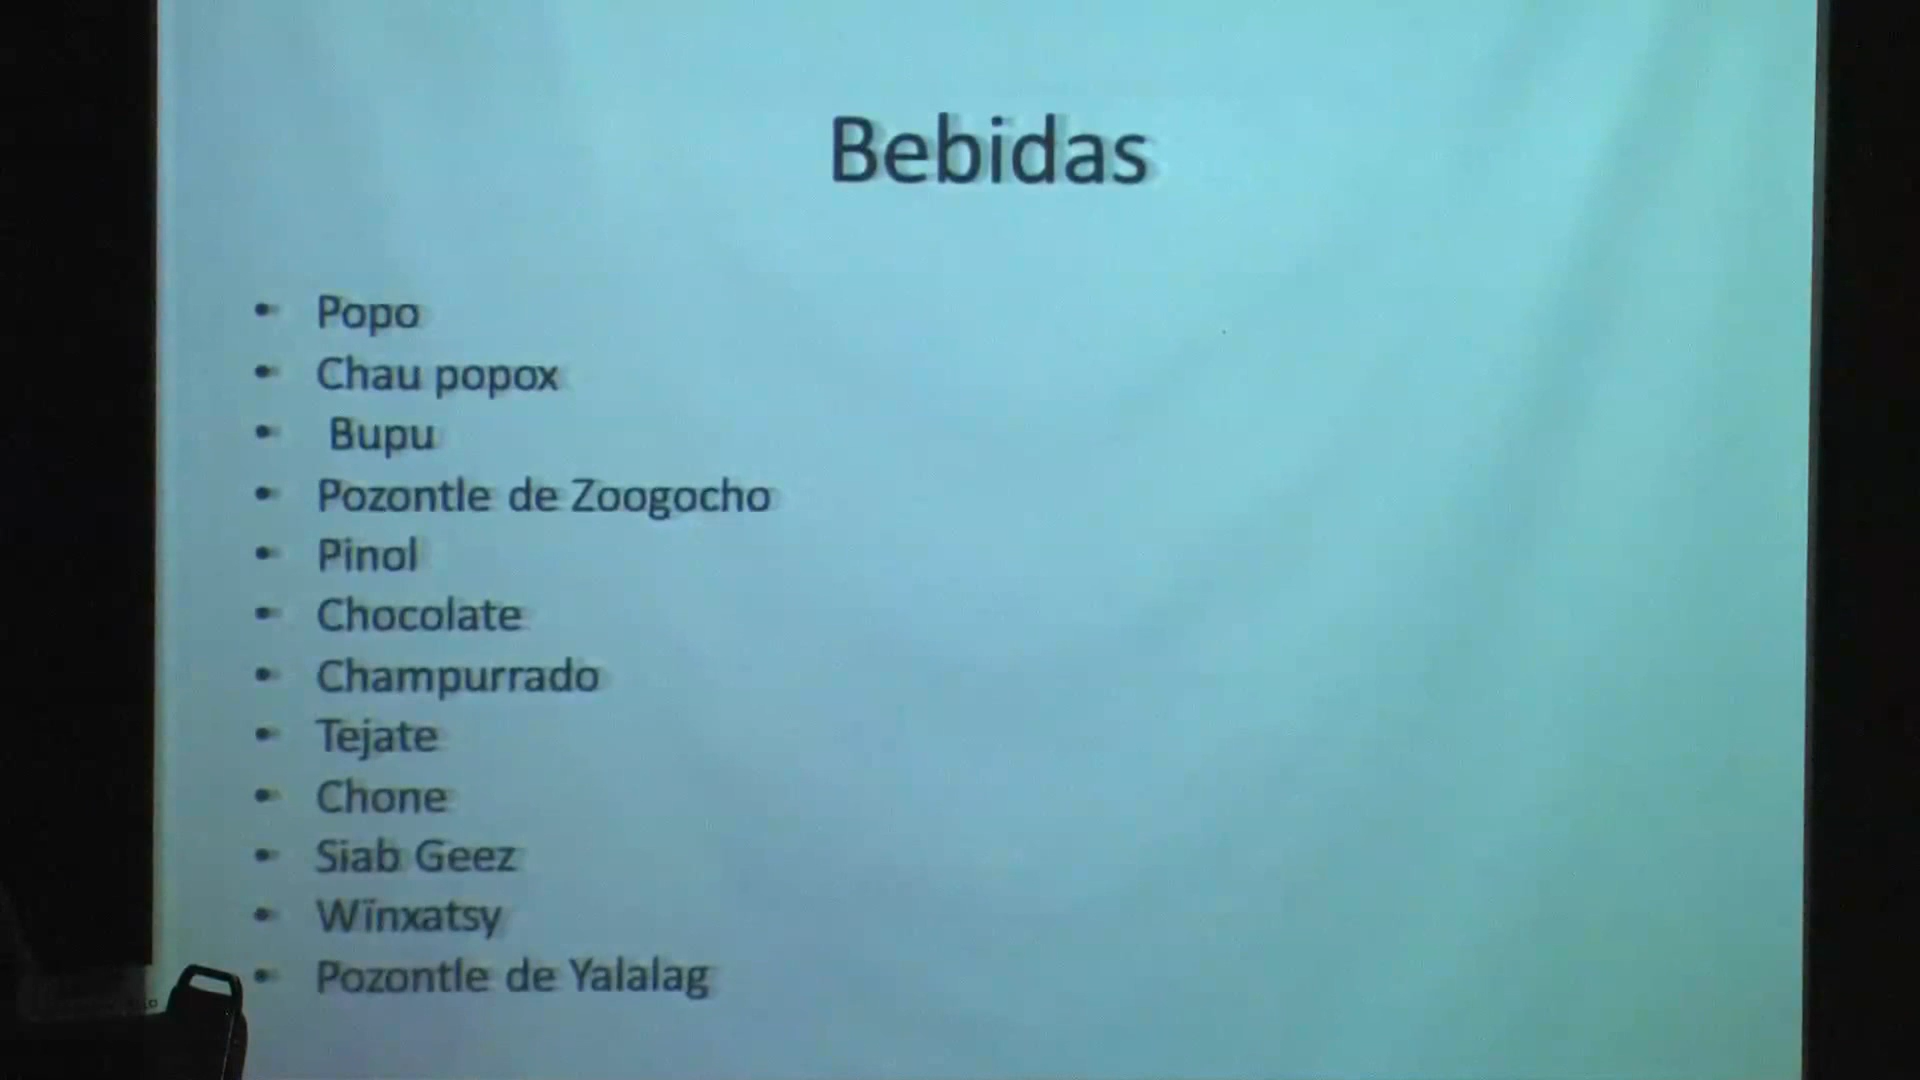 Bebidas
• Popo
• Chau popox
• Bupu
• Pozontle de Zoogocho
• Pinol
• Chocolate
• Champurrado
• Tejate
• Chone
• Siab Geez
• Wïnxatsy
• Pozontle de Yalalag